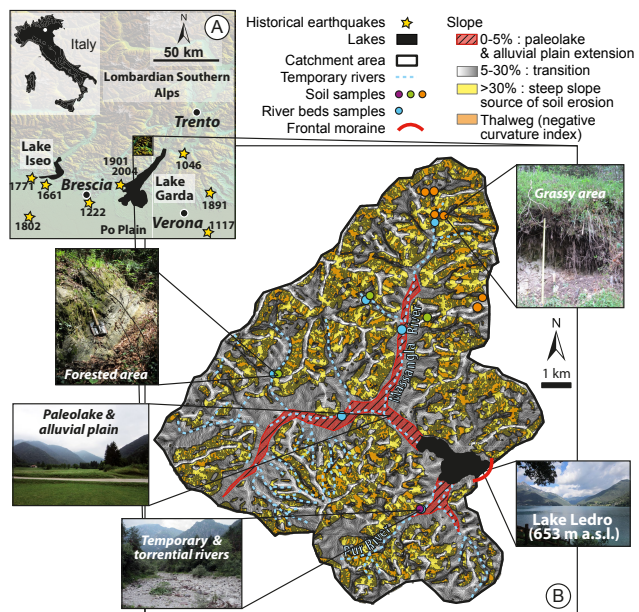 A
Italy
50 km
Lombardian Southern
Alps
Trento
Lake
Iseo
1901
2004
1046
1771
1661
Brescia
1222
Lake
Garda
1891
1802
Po Plain
Verona
1117
Historical earthquakes
Lakes
Catchment area
Temporary rivers
Soil samples
River beds samples
Frontal moraine
Slope
0-5% : paleolake
& alluvial plain extension
5-30% : transition
>30% : steep slope
source of soil erosion
Thalweg (negative
curvature index)
Grassy area
N
1 km
Forested area
Massangla River
Paleolake &
alluvial plain
Temporary &
torrential rivers
Pur River
Lake Ledro
(653 m a.s.l.)
B